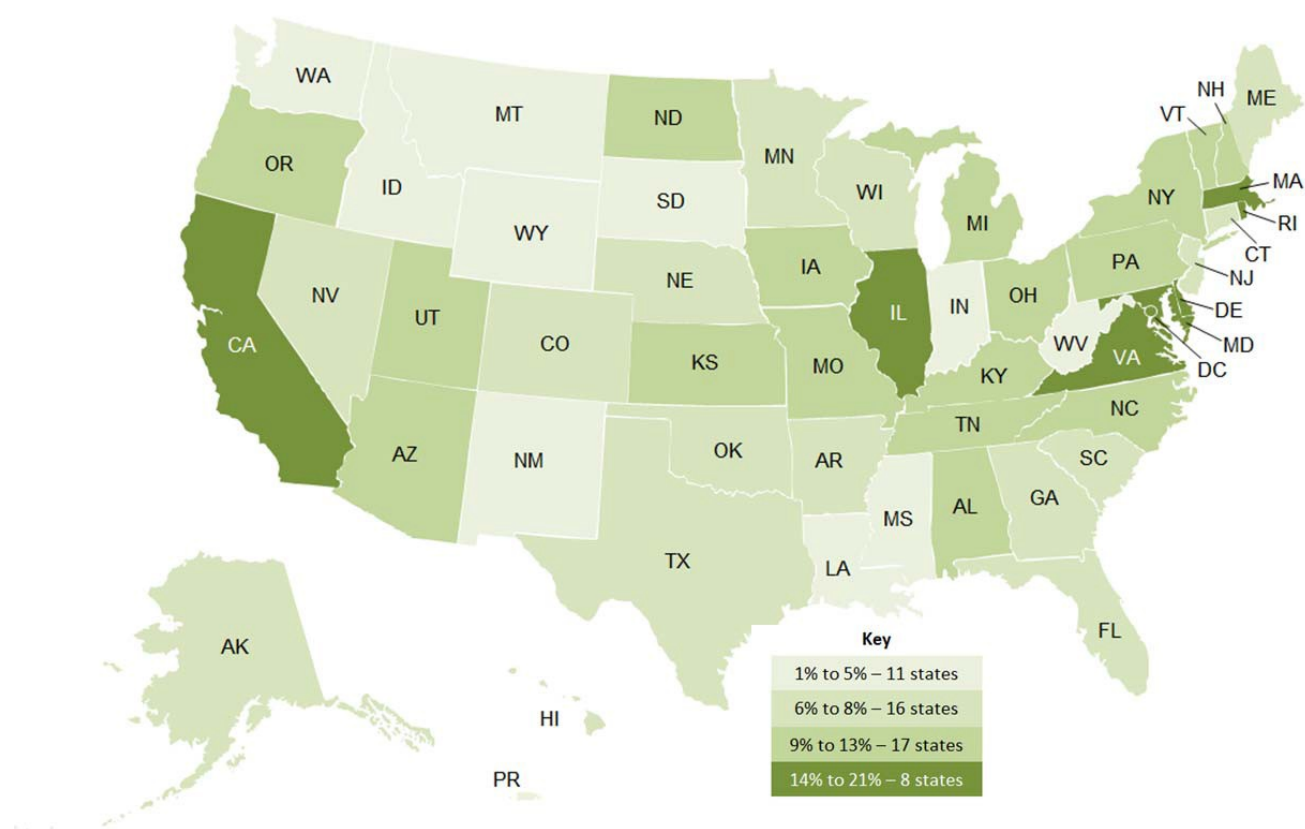 WA
MT
ND
MN
OR
ID
WY
SD
WI
MI
NY
VT
NH
ME
MA
RI
CT
NJ
DE
MD
DC
CA
NV
UT
CO
NE
KS
IA
MO
IL
IN
OH
PA
WV
VA
KY
TN
NC
SC
AZ
NM
OK
AR
TX
LA
MS
AL
GA
FL
AK
HI
PR
Key
1% to 5% – 11 states
6% to 8% – 16 states
9% to 13% – 17 states
14% to 21% – 8 states